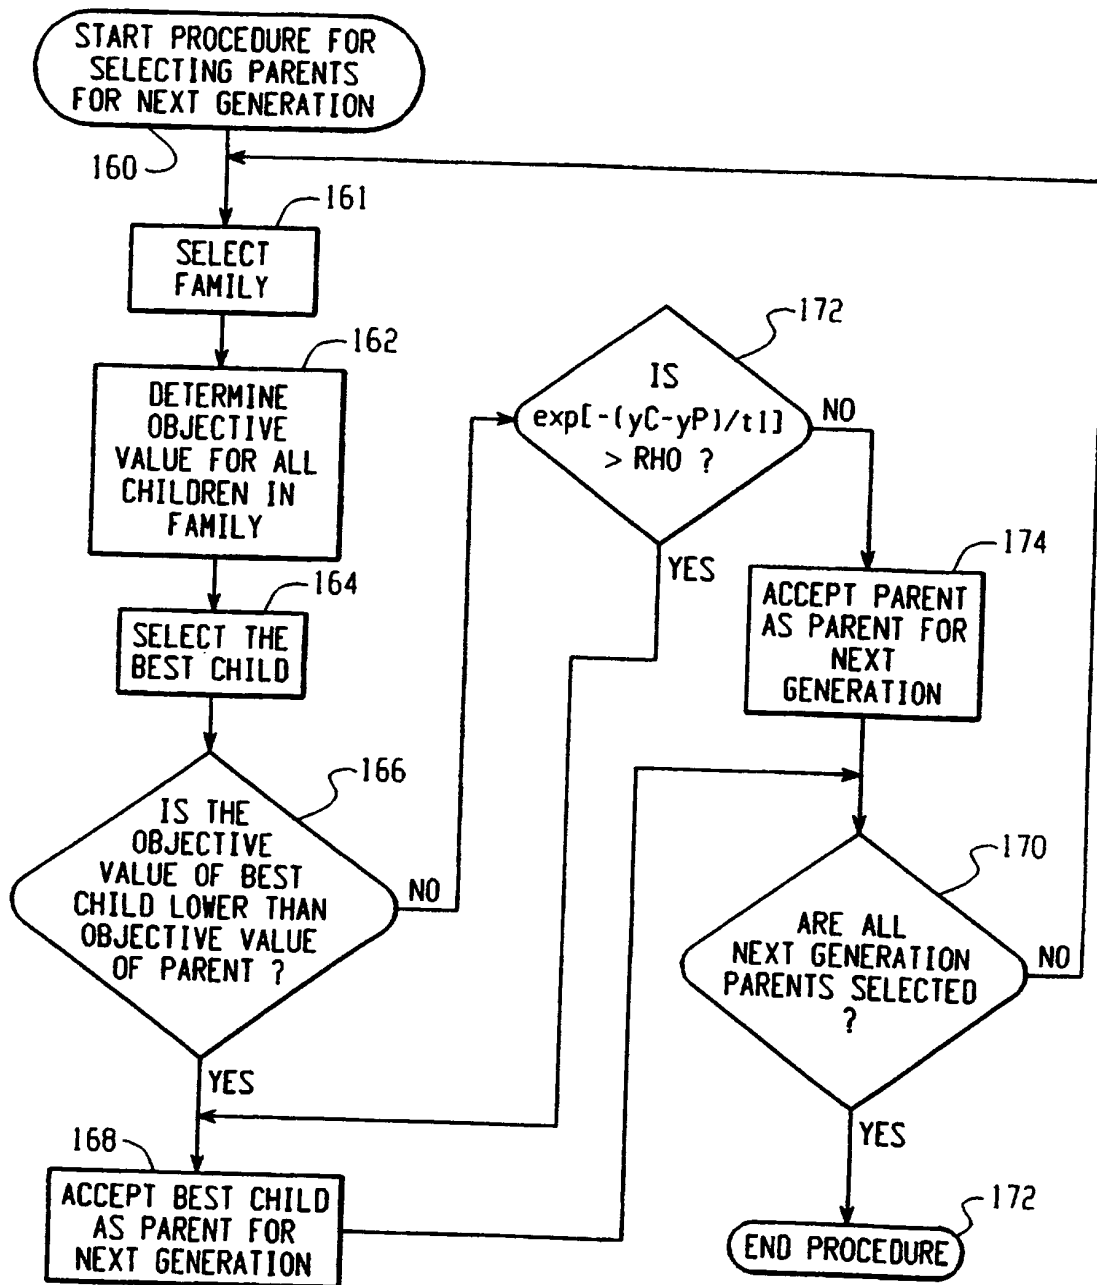 START PROCEDURE FOR
SELECTING PARENTS
FOR NEXT GENERATION
160
161
SELECT
FAMILY
162
DETERMINE
OBJECTIVE
VALUE FOR ALL
CHILDREN IN
FAMILY
164
SELECT THE
BEST CHILD
166
IS THE
OBJECTIVE
VALUE OF BEST
CHILD LOWER THAN
OBJECTIVE VALUE
OF PARENT ?
NO
YES
168
ACCEPT BEST CHILD
AS PARENT FOR
NEXT GENERATION
172
IS
exp[-(yC-yP)/t1]
> RHO ?
NO
YES
174
ACCEPT PARENT
AS PARENT FOR
NEXT
GENERATION
170
ARE ALL
NEXT GENERATION
PARENTS SELECTED
?
NO
YES
172
END PROCEDURE